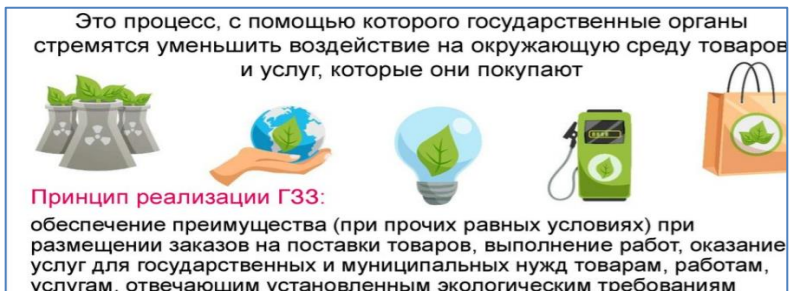 Это процесс, с помощью которого государственные органы
стремятся уменьшить воздействие на окружающую среду товаров
и услуг, которые они покупают
Принцип реализации ГЗЗ:
обеспечение преимущества (при прочих равных условиях) при
размещении заказов на поставки товаров, выполнение работ, оказание
услуг для государственных и муниципальных нужд товарам, работам,
услугам, отвечающим установленным экологическим требованиям